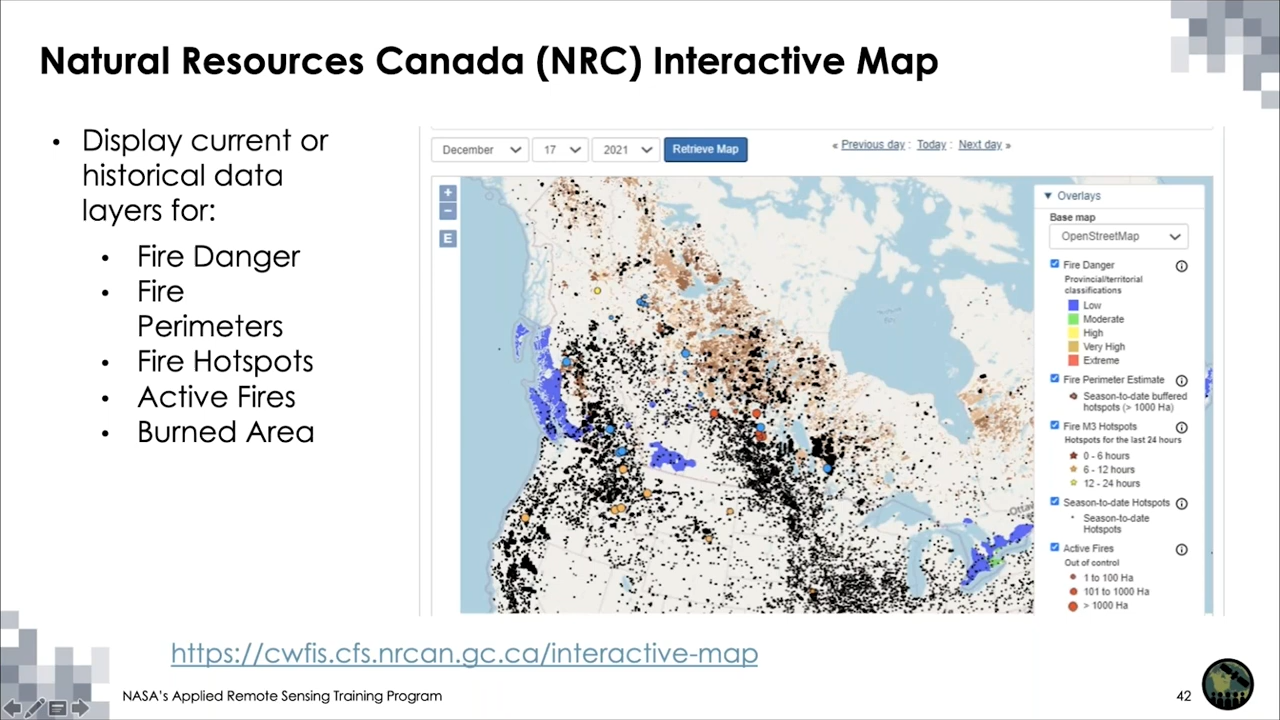 Natural Resources Canada (NRC) Interactive Map
• Display current or
historical data
layers for:
• Fire Danger
• Fire
Perimeters
• Fire Hotspots
• Active Fires
• Burned Area
December 17 2021 Retrieve Map
« Previous day : Today : Next day »
+
−
E
Overlays
Base map
OpenStreetMap
Fire Danger
Provincial/territorial
classifications
Low
Moderate
High
Very High
Extreme
Fire Perimeter Estimate
Season-to-date buffered
hotspots (> 1000 Ha)
Fire M3 Hotspots
Hotspots for the last 24 hours
0 - 6 hours
6 - 12 hours
12 - 24 hours
Season-to-date Hotspots
Season-to-date
Hotspots
Active Fires
Out of control
1 to 100 Ha
101 to 1000 Ha
> 1000 Ha
https://cwfis.cfs.nrcan.gc.ca/interactive-map
NASA's Applied Remote Sensing Training Program
42